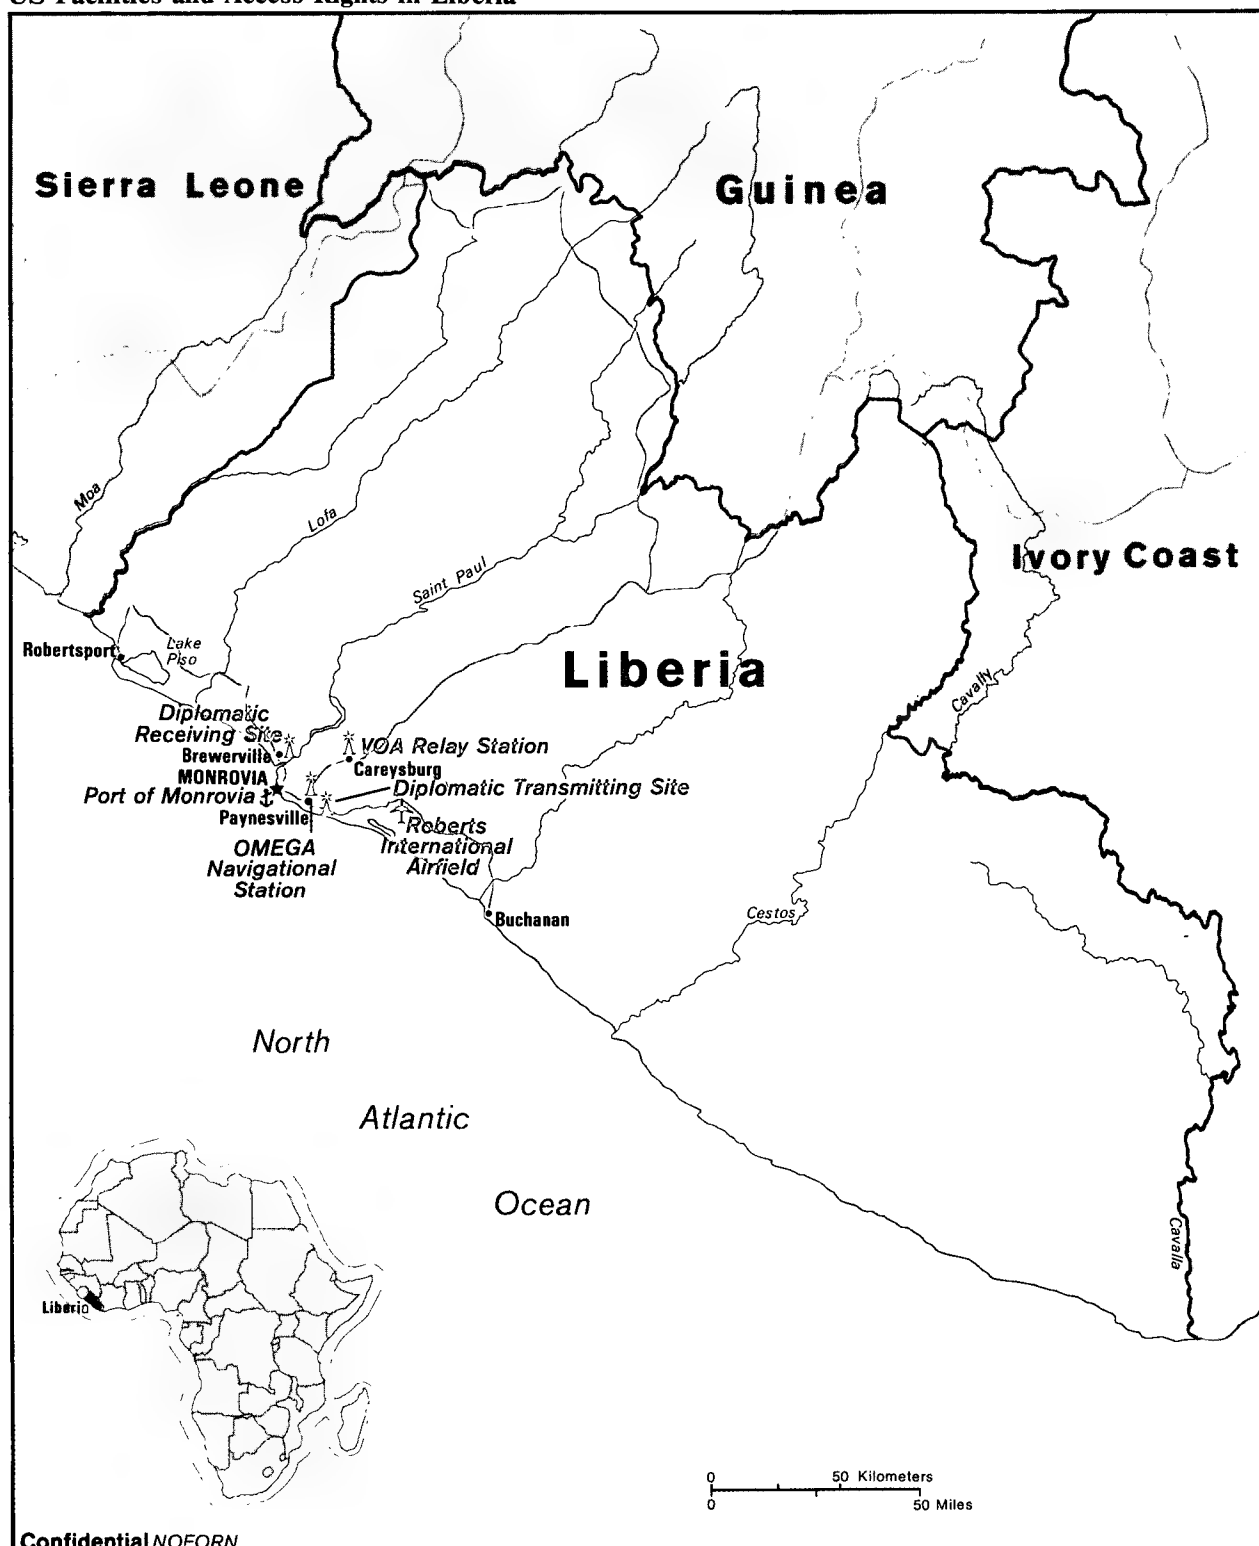 US Facilities and Access Rights in Liberia
Sierra Leone
Guinea
Moa
Lofa
Saint Paul
Ivory Coast
Robertsport
Lake
Piso
Liberia
Cavally
Diplomatic
Receiving Site
Brewerville
VOA Relay Station
Careysburg
MONROVIA
Port of Monrovia
Diplomatic Transmitting Site
Paynesville
Roberts
International
Airfield
OMEGA
Navigational
Station
Cestos
Buchanan
North
Atlantic
Ocean
Cavalla
Liberia
0 50 Kilometers
0 50 Miles
Confidential NOFORN